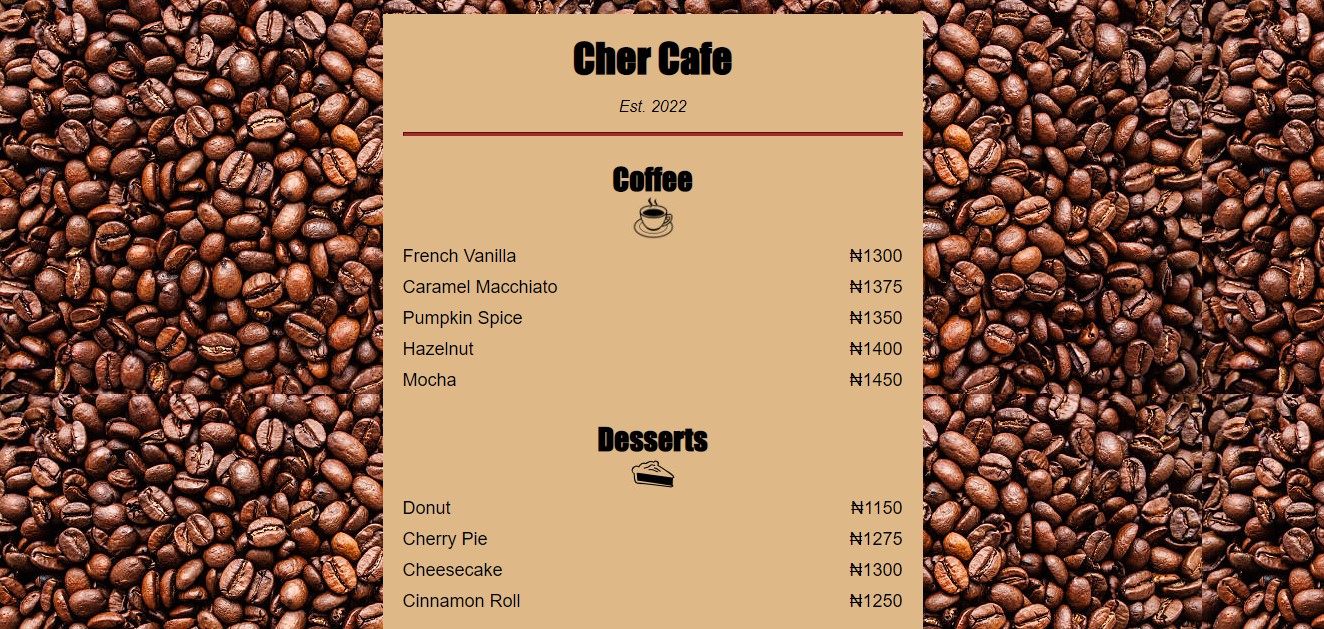 Cher Cafe
Est. 2022
Coffee
French Vanilla ₦1300
Caramel Macchiato ₦1375
Pumpkin Spice ₦1350
Hazelnut ₦1400
Mocha ₦1450
Desserts
Donut ₦1150
Cherry Pie ₦1275
Cheesecake ₦1300
Cinnamon Roll ₦1250